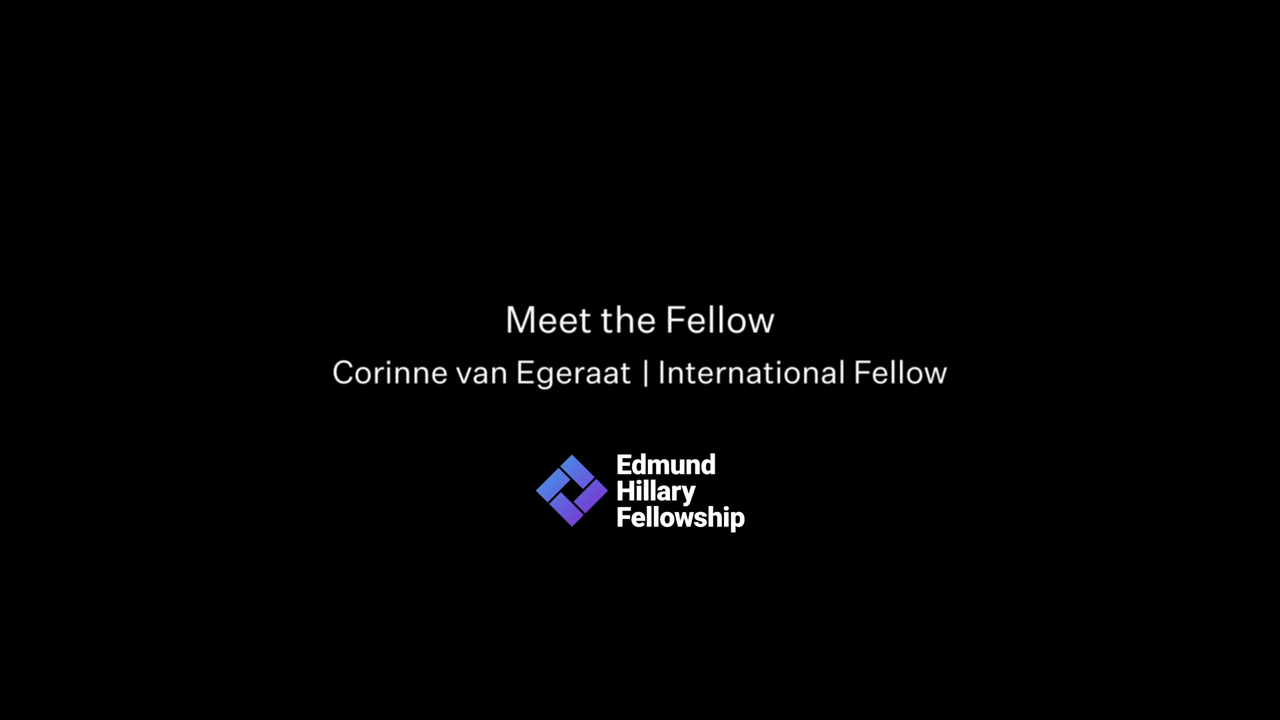 Meet the Fellow
Corinne van Egeraat | International Fellow
Edmund
Hillary
Fellowship